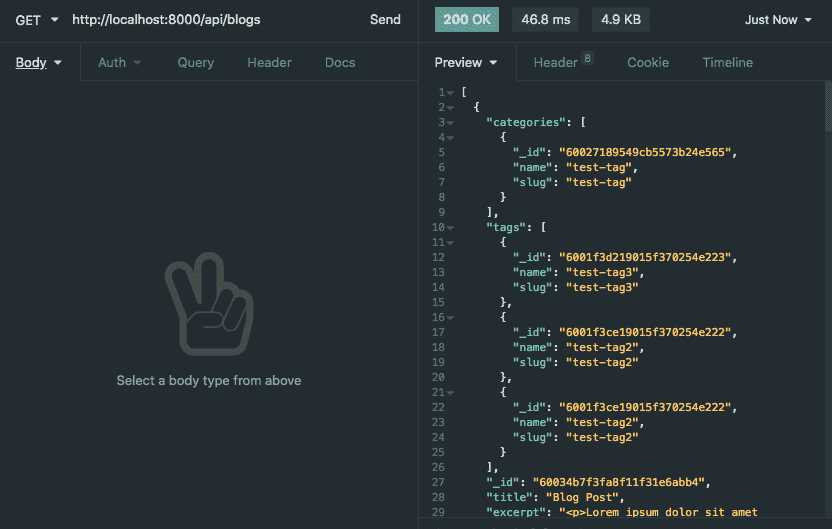 GET http://localhost:8000/api/blogs Send 200 OK 46.8 ms 4.9 KB Just Now
Body Auth Query Header Docs Preview Header 8 Cookie Timeline
Select a body type from above
1 [
2 {
3 "categories": [
4 {
5 "_id": "60027189549cb5573b24e565",
6 "name": "test-tag",
7 "slug": "test-tag"
8 }
9 ],
10 "tags": [
11 {
12 "_id": "6001f3d219015f370254e223",
13 "name": "test-tag3",
14 "slug": "test-tag3"
15 },
16 {
17 "_id": "6001f3ce19015f370254e222",
18 "name": "test-tag2",
19 "slug": "test-tag2"
20 },
21 {
22 "_id": "6001f3ce19015f370254e222",
23 "name": "test-tag2",
24 "slug": "test-tag2"
25 }
26 ],
27 "_id": "60034b7f3fa8f11f31e6abb4",
28 "title": "Blog Post",
29 "excerpt": "<p>Lorem ipsum dolor sit amet